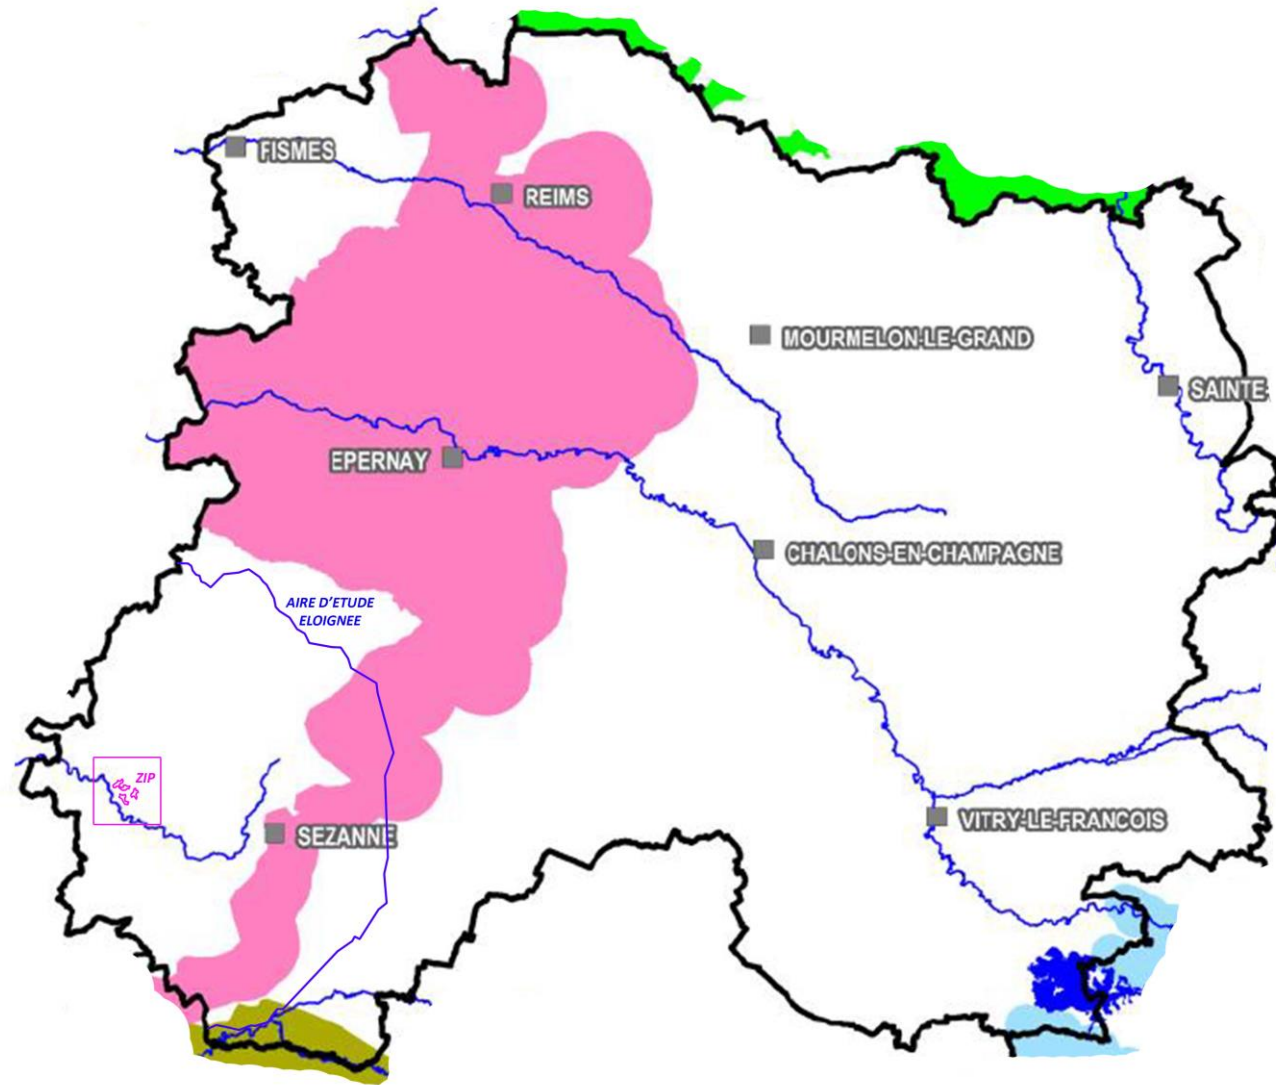 FISMES
REIMS
MOURMELON-LE-GRAND
SAINTE-
EPERNAY
CHALONS-EN-CHAMPAGNE
AIRE D'ETUDE
ELOIGNEE
ZIP
SEZANNE
VITRY-LE-FRANCOIS